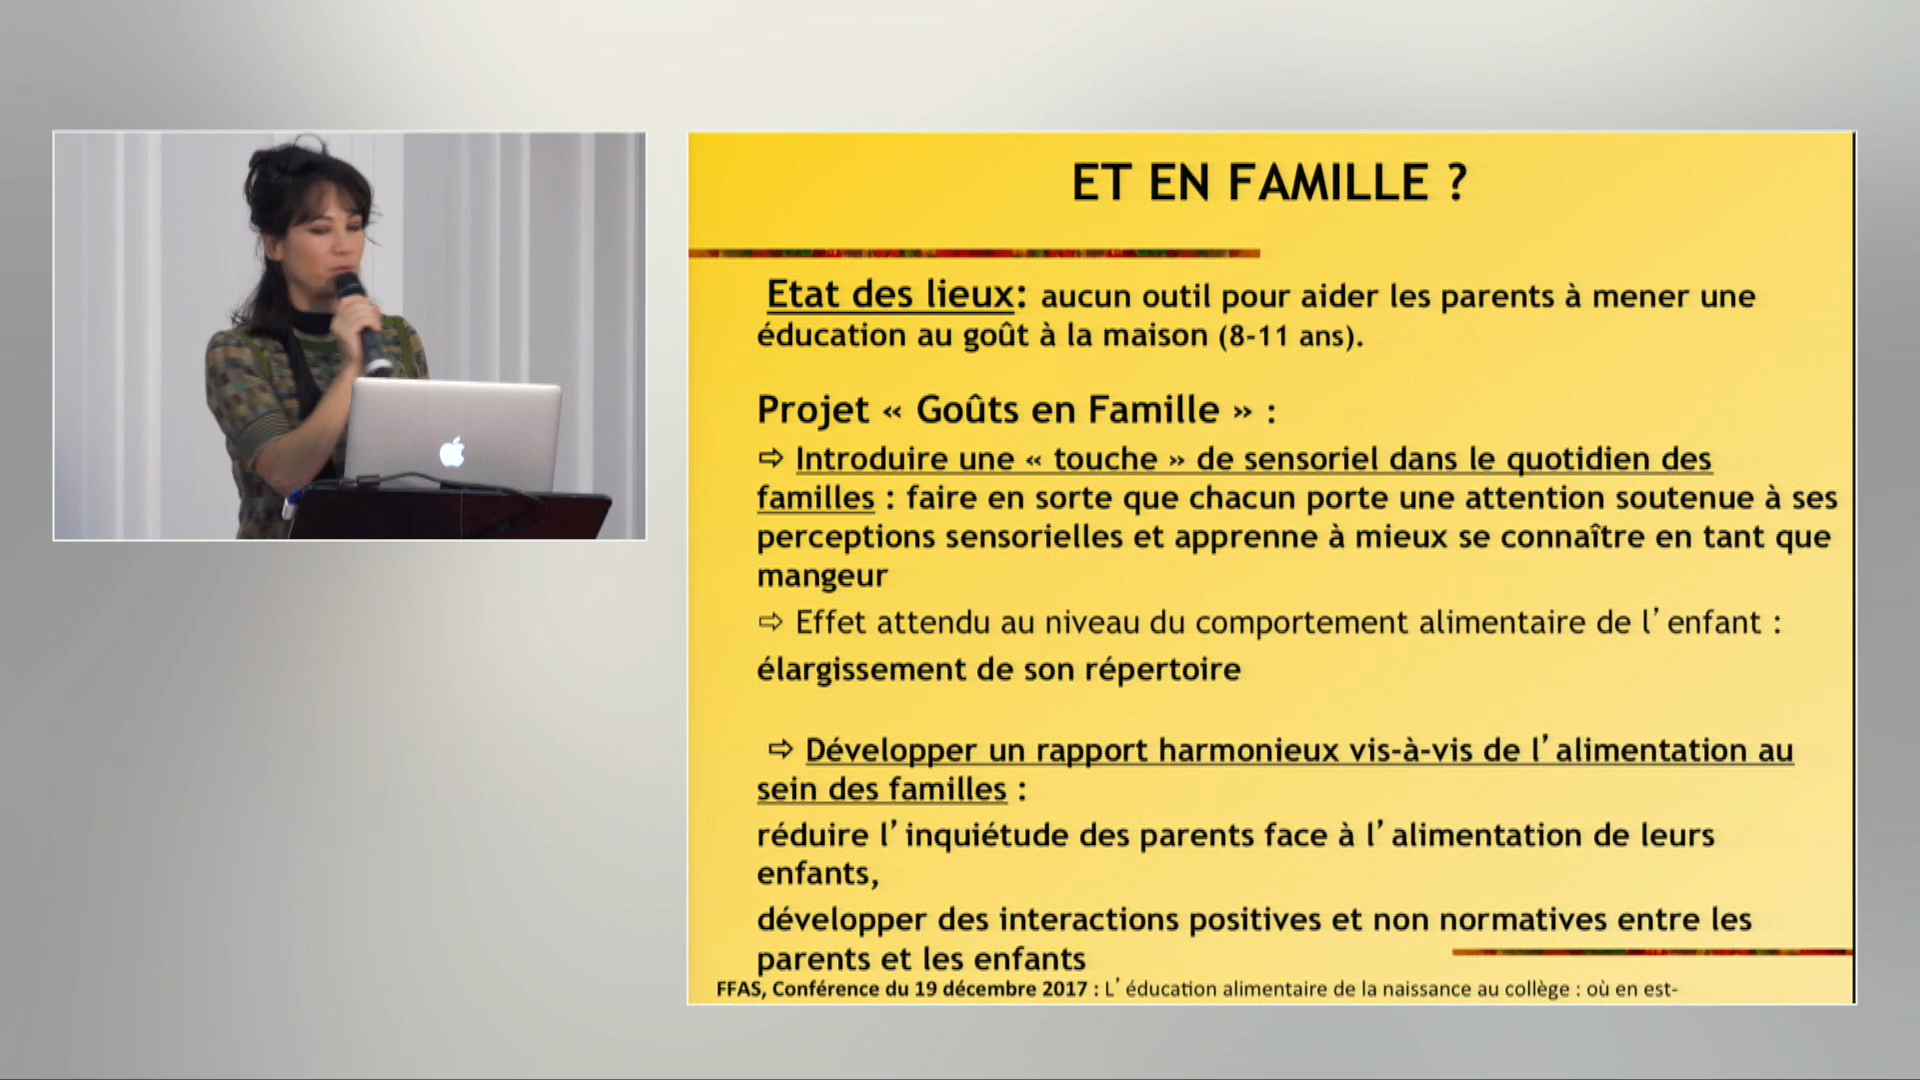 ET EN FAMILLE ?
Etat des lieux: aucun outil pour aider les parents à mener une
éducation au goût à la maison (8-11 ans).
Projet « Goûts en Famille » :
⇨ Introduire une « touche » de sensoriel dans le quotidien des
familles : faire en sorte que chacun porte une attention soutenue à ses
perceptions sensorielles et apprenne à mieux se connaître en tant que
mangeur
⇨ Effet attendu au niveau du comportement alimentaire de l’enfant :
élargissement de son répertoire
⇨ Développer un rapport harmonieux vis-à-vis de l’alimentation au
sein des familles :
réduire l’inquiétude des parents face à l’alimentation de leurs
enfants,
développer des interactions positives et non normatives entre les
parents et les enfants
FFAS, Conférence du 19 décembre 2017 : L’éducation alimentaire de la naissance au collège : où en est-